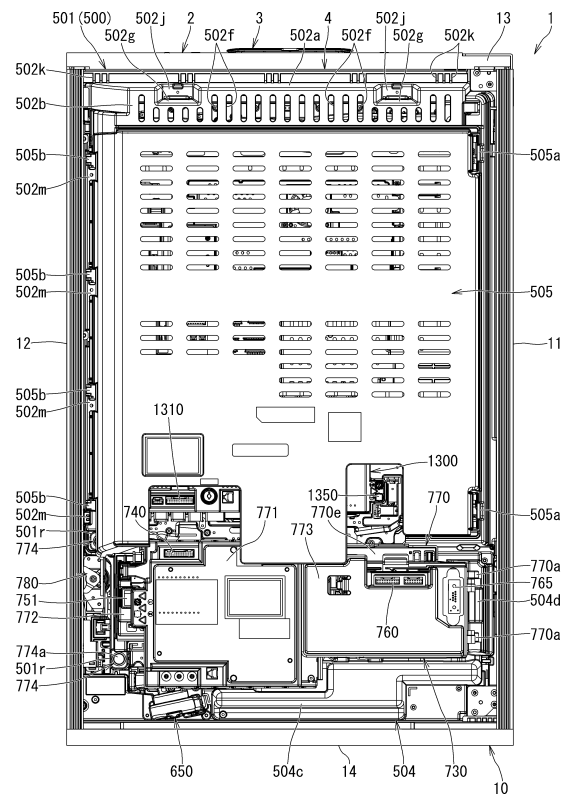 501 (500) 502j 2 3 4 502j 13 1
502g 502f 502a 502f 502g 502k
502k
502b
505b 505a
502m
505b
502m 505
12 11
505b
502m
1310 1300
505b 1350 505a
502m 740 771 770e 770
501r
774 773
770a
780 765
751 504d
772 760
774a 770a
501r
774
650 504c 14 504 730 10